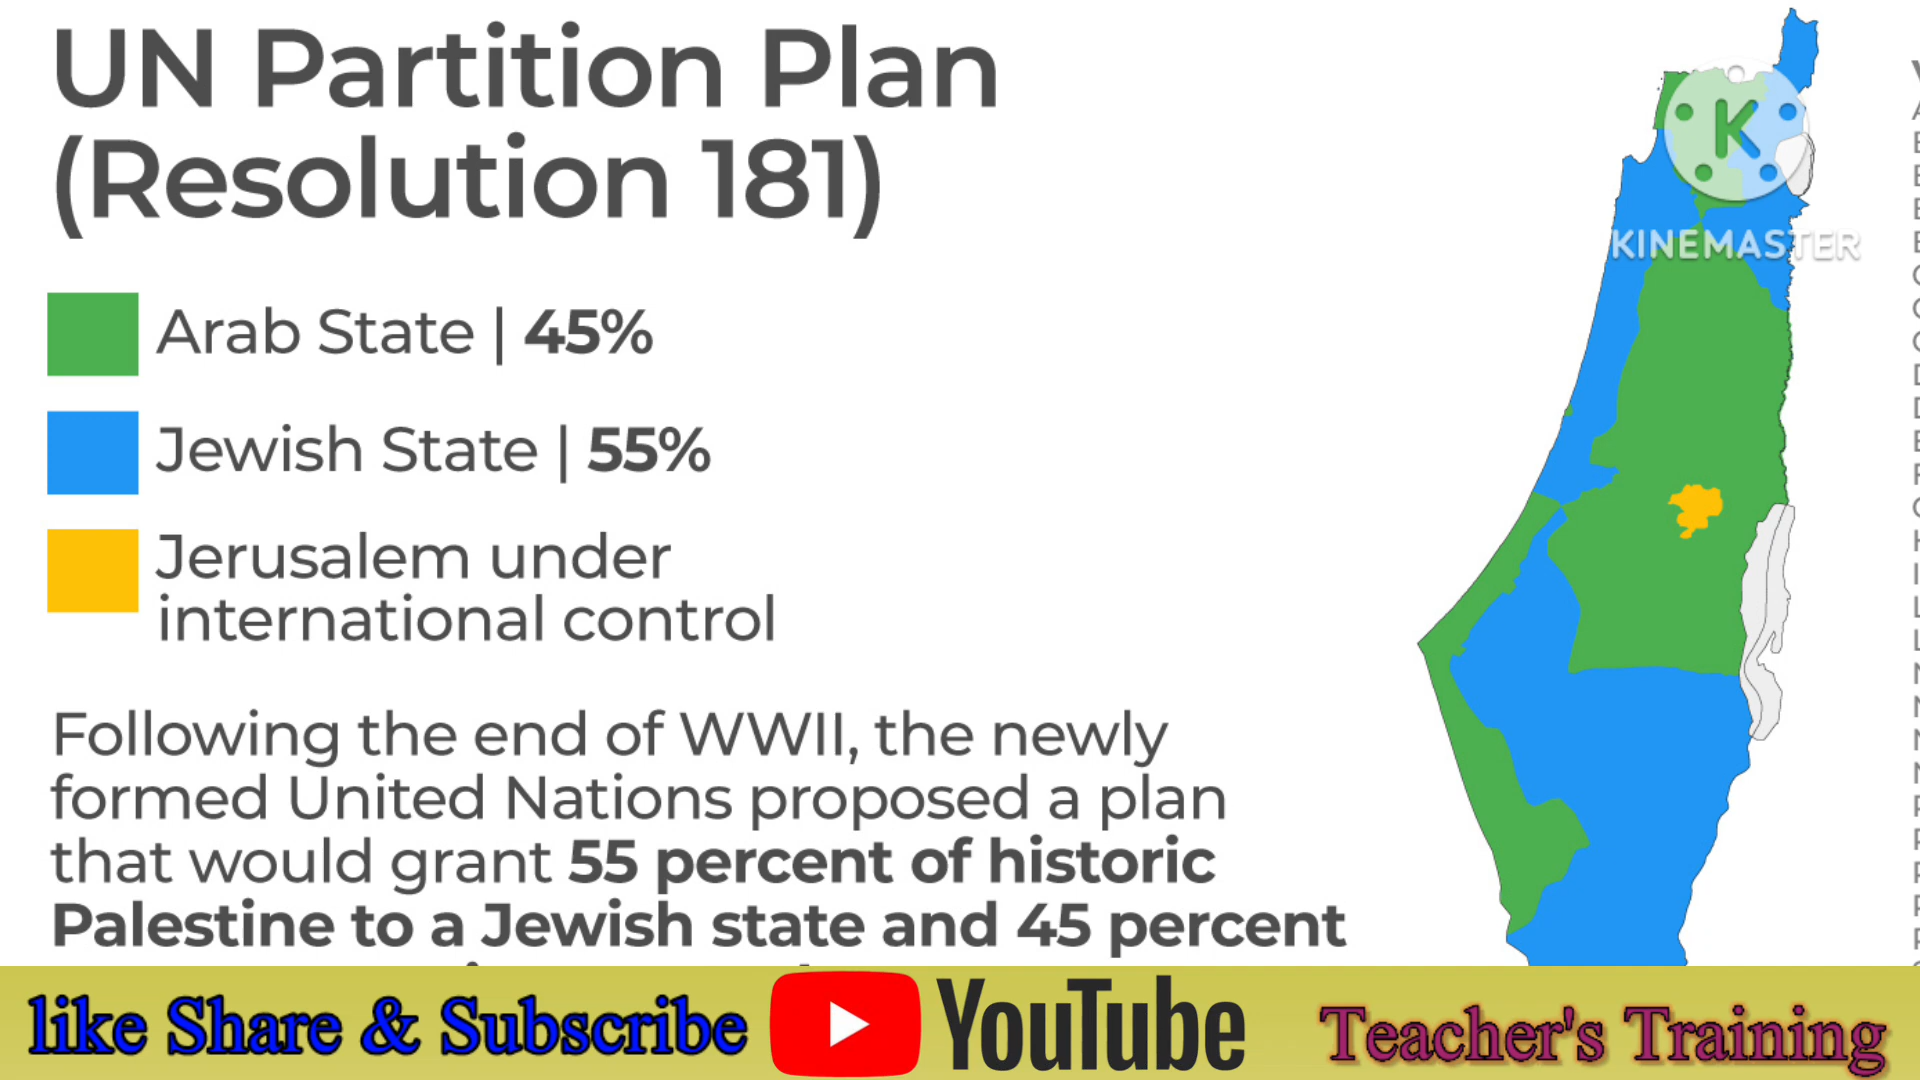 UN Partition Plan
(Resolution 181)
Arab State | 45%
Jewish State | 55%
Jerusalem under
international control
Following the end of WWII, the newly
formed United Nations proposed a plan
that would grant 55 percent of historic
Palestine to a Jewish state and 45 percent
K
KINEMASTER
like Share & Subscribe
YouTube
Teacher's Training